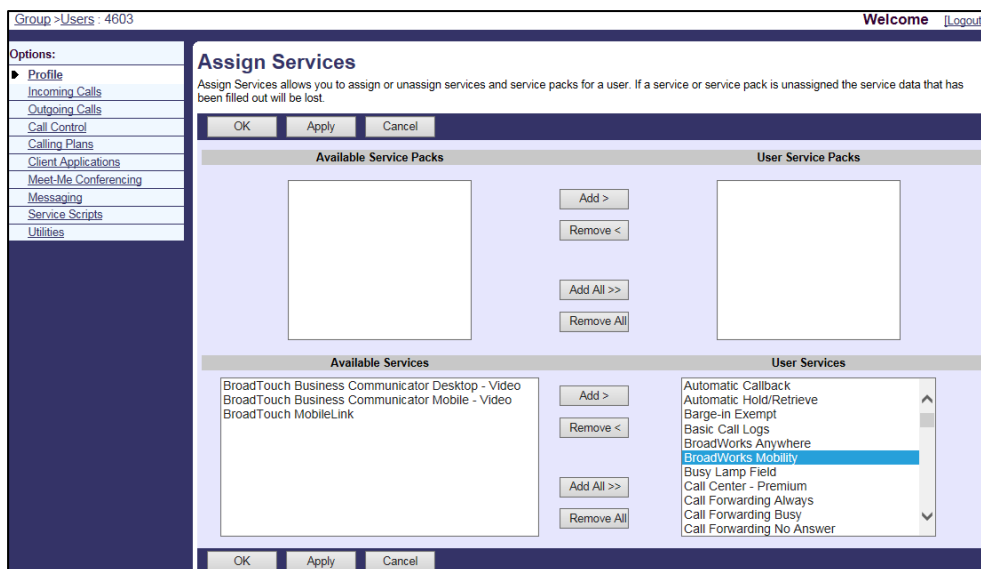 Group >Users : 4603
Welcome [Logout
Options:
Profile
Incoming Calls
Outgoing Calls
Call Control
Calling Plans
Client Applications
Meet-Me Conferencing
Messaging
Service Scripts
Utilities
Assign Services
Assign Services allows you to assign or unassign services and service packs for a user. If a service or service pack is unassigned the service data that has
been filled out will be lost.
OK Apply Cancel
Available Service Packs
User Service Packs
Add >
Remove <
Add All >>
Remove All
Available Services
User Services
BroadTouch Business Communicator Desktop - Video
BroadTouch Business Communicator Mobile - Video
BroadTouch MobileLink
Add >
Remove <
Add All >>
Remove All
Automatic Callback
Automatic Hold/Retrieve
Barge-in Exempt
Basic Call Logs
BroadWorks Anywhere
BroadWorks Mobility
Busy Lamp Field
Call Center - Premium
Call Forwarding Always
Call Forwarding Busy
Call Forwarding No Answer
OK Apply Cancel